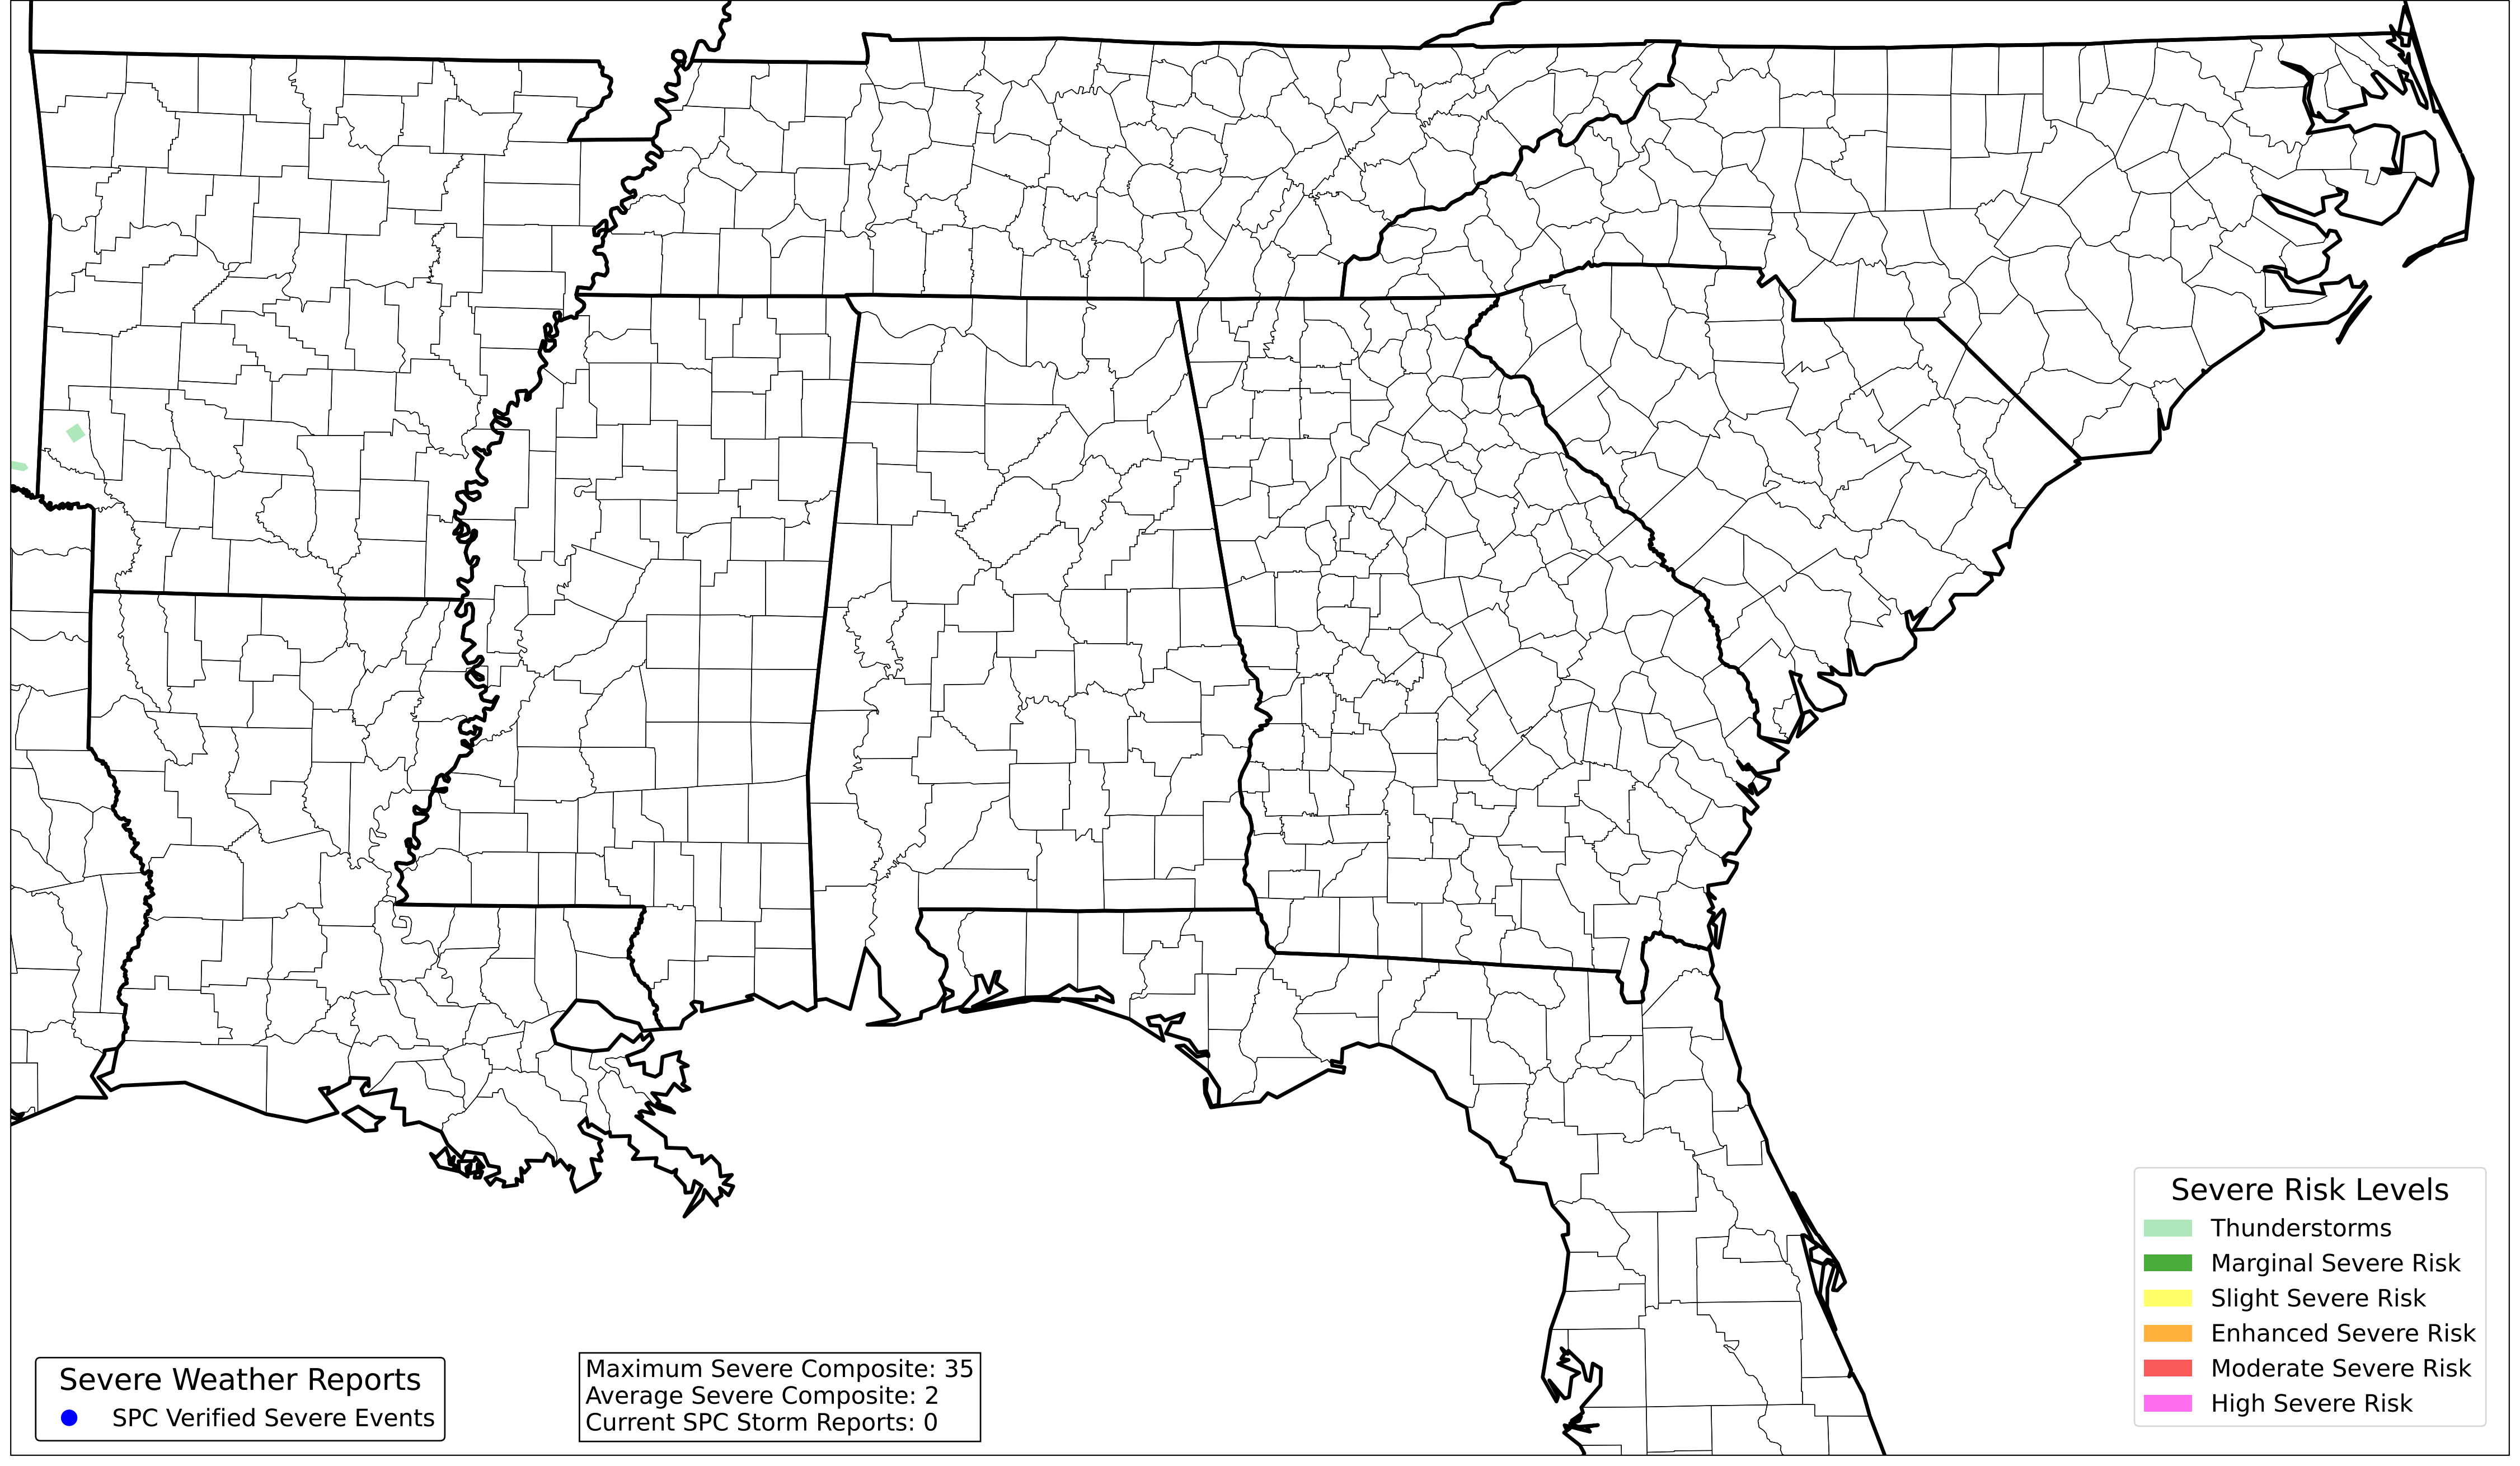 Severe Risk Levels
Thunderstorms
Marginal Severe Risk
Slight Severe Risk
Enhanced Severe Risk
Moderate Severe Risk
High Severe Risk
Severe Weather Reports
SPC Verified Severe Events
Maximum Severe Composite: 35
Average Severe Composite: 2
Current SPC Storm Reports: 0